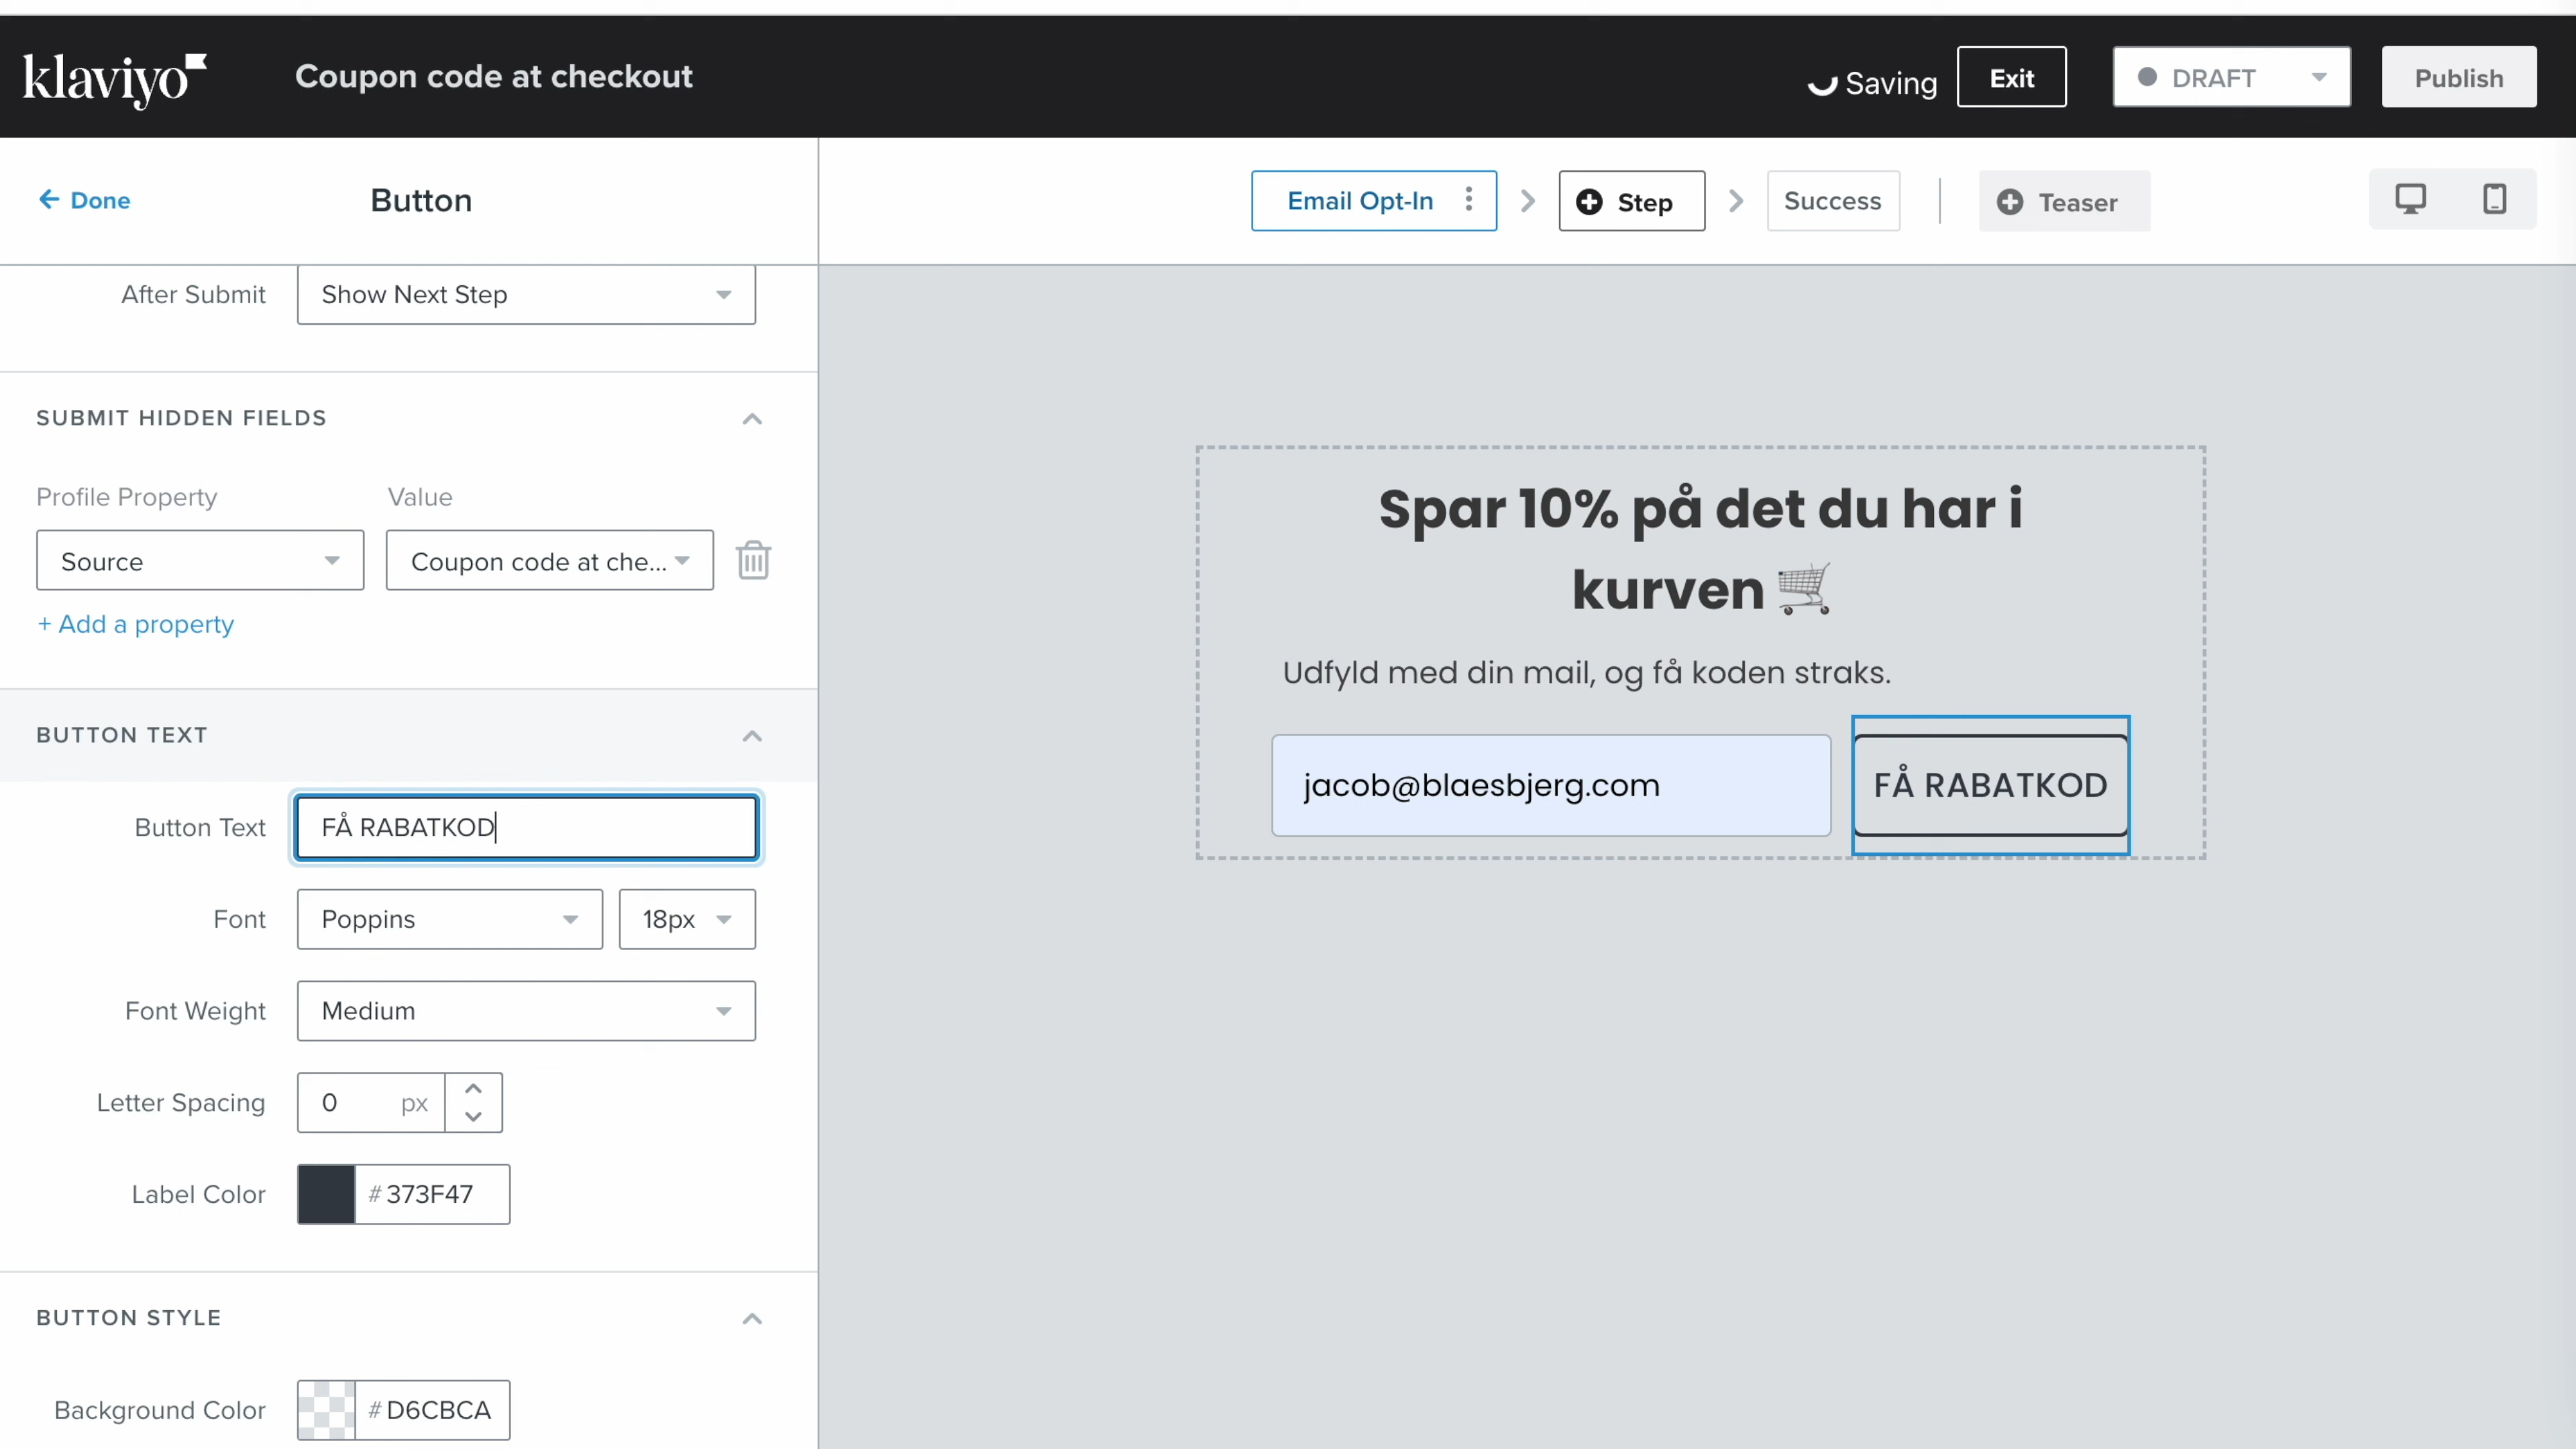 klaviyo
Coupon code at checkout
Saving
Exit
DRAFT
Publish
Done
Button
Email Opt-In
Step
Success
Teaser
After Submit
Show Next Step
SUBMIT HIDDEN FIELDS
Profile Property
Value
Source
Coupon code at che...
+ Add a property
BUTTON TEXT
Button Text
FÅ RABATKOD
Font
Poppins
18px
Font Weight
Medium
Letter Spacing
0 px
Label Color
# 373F47
BUTTON STYLE
Background Color
# D6CBCA
Spar 10% på det du har i
kurven 🛒
Udfyld med din mail, og få koden straks.
jacob@blaesbjerg.com
FÅ RABATKOD